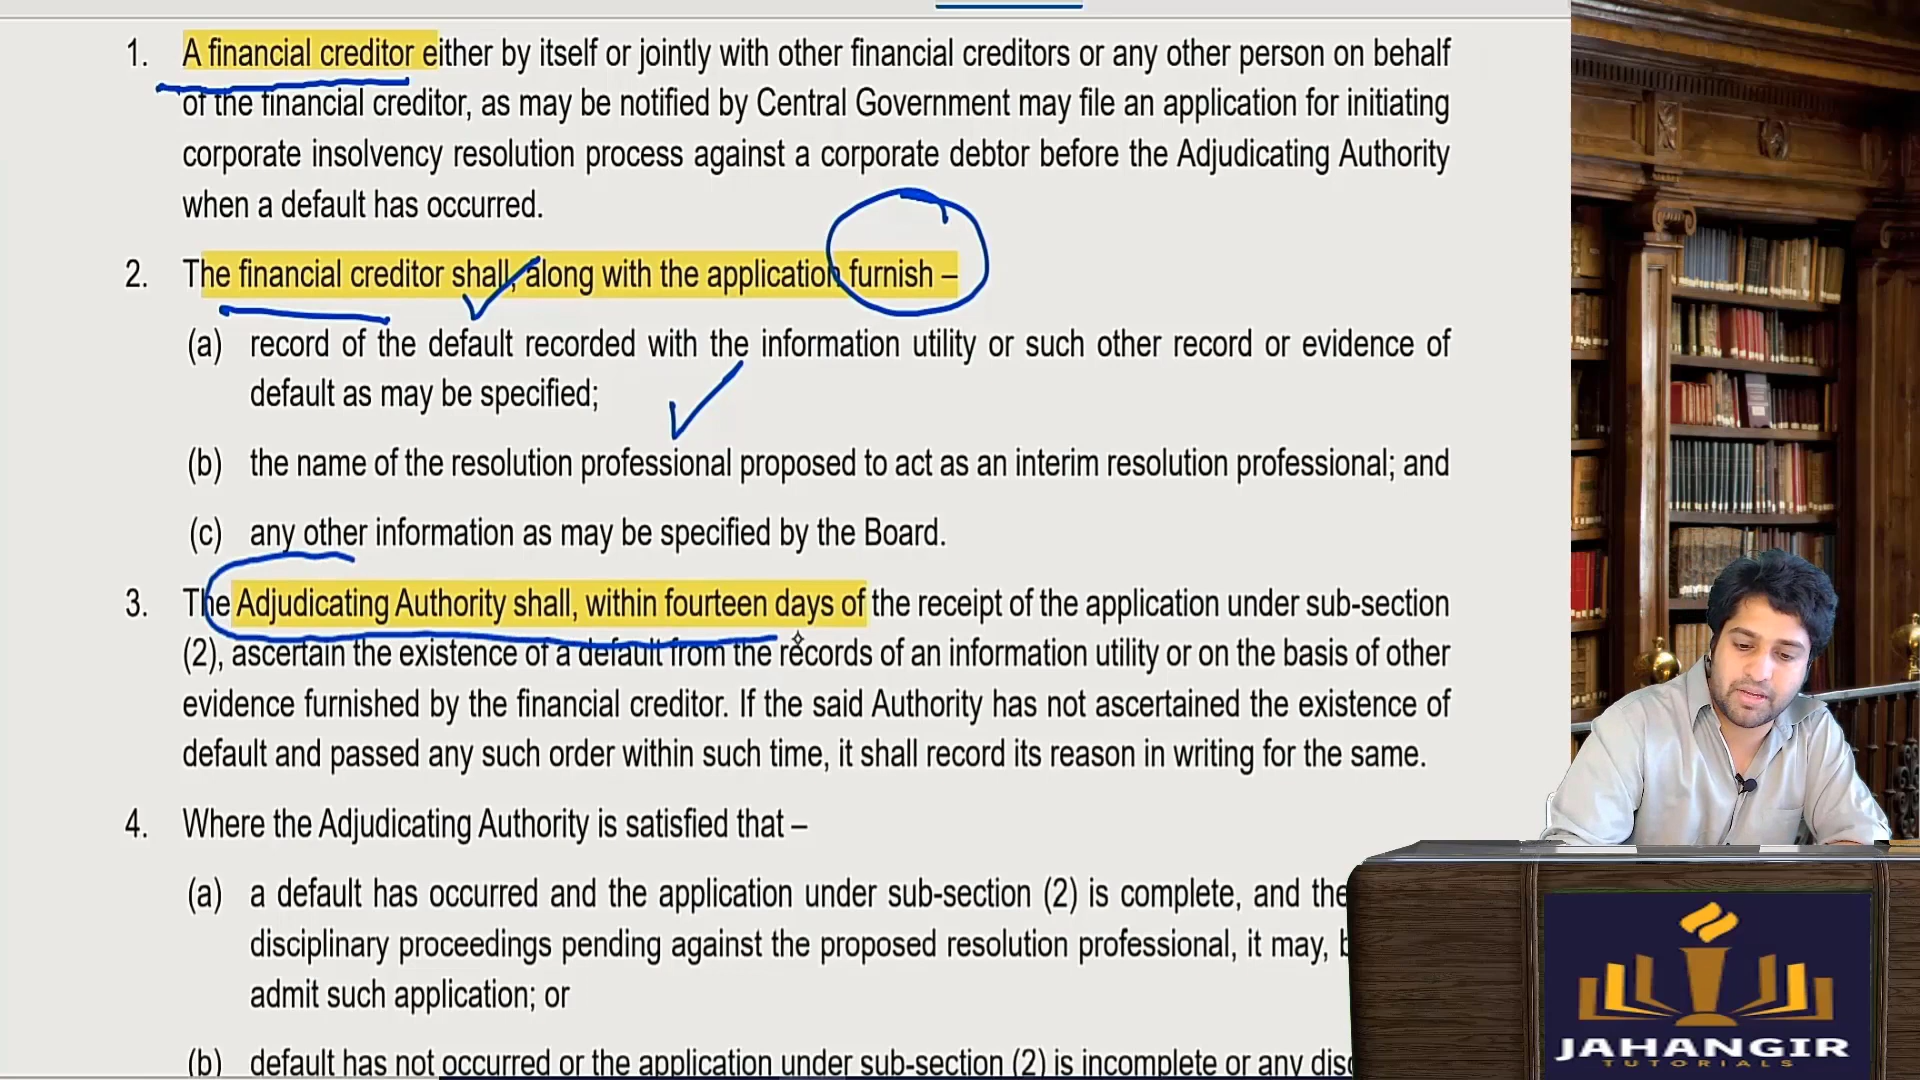 1. A financial creditor either by itself or jointly with other financial creditors or any other person on behalf
of the financial creditor, as may be notified by Central Government may file an application for initiating
corporate insolvency resolution process against a corporate debtor before the Adjudicating Authority
when a default has occurred.
2. The financial creditor shall, along with the application furnish –
(a) record of the default recorded with the information utility or such other record or evidence of
default as may be specified;
(b) the name of the resolution professional proposed to act as an interim resolution professional; and
(c) any other information as may be specified by the Board.
3. The Adjudicating Authority shall, within fourteen days of the receipt of the application under sub-section
(2), ascertain the existence of a default from the records of an information utility or on the basis of other
evidence furnished by the financial creditor. If the said Authority has not ascertained the existence of
default and passed any such order within such time, it shall record its reason in writing for the same.
4. Where the Adjudicating Authority is satisfied that –
(a) a default has occurred and the application under sub-section (2) is complete, and the
disciplinary proceedings pending against the proposed resolution professional, it may,
admit such application; or
(b) default has not occurred or the application under sub-section (2) is incomplete or any
JAHANGIR
TUTORIALS